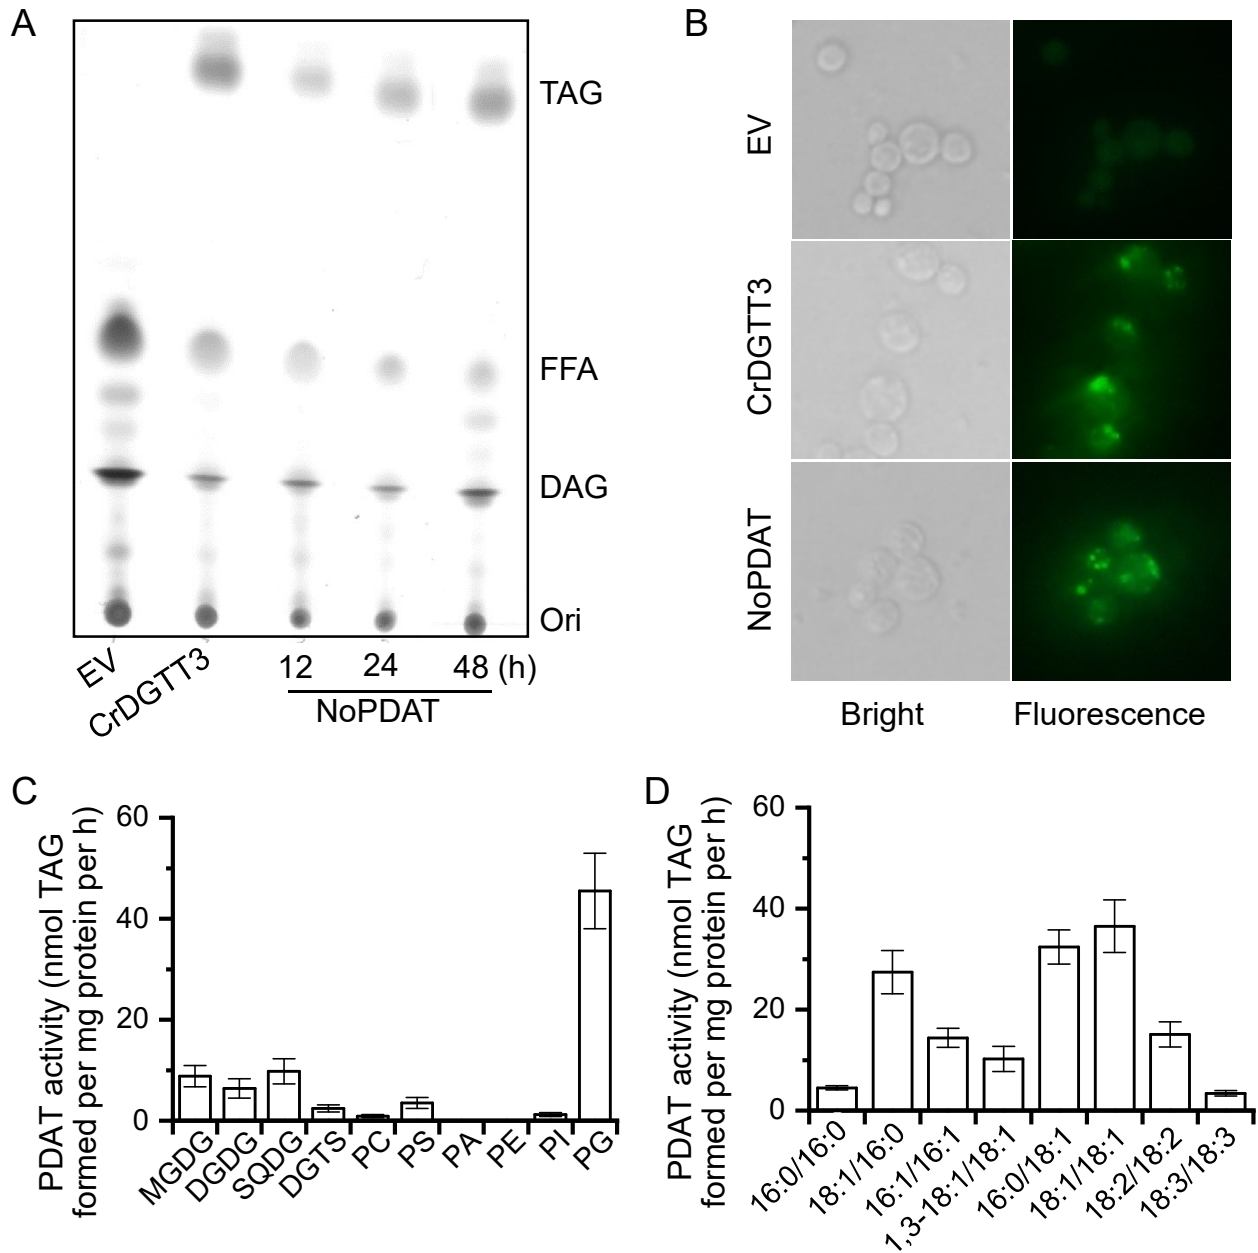 A
TAG
FFA
DAG
Ori
EV
CrDGTT3
12 24 48 (h)
NoPDAT
B
EV
CrDGTT3
NoPDAT
Bright Fluorescence
C
PDAT activity (nmol TAG
formed per mg protein per h)
60
40
20
0
MGDG
DGDG
SQDG
DGTS
PC
PS
PA
PE
PI
PG
D
PDAT activity (nmol TAG
formed per mg protein per h)
60
40
20
0
16:0/16:0
18:1/16:0
16:1/16:1
1,3-18:1/18:1
16:0/18:1
18:1/18:1
18:2/18:2
18:3/18:3